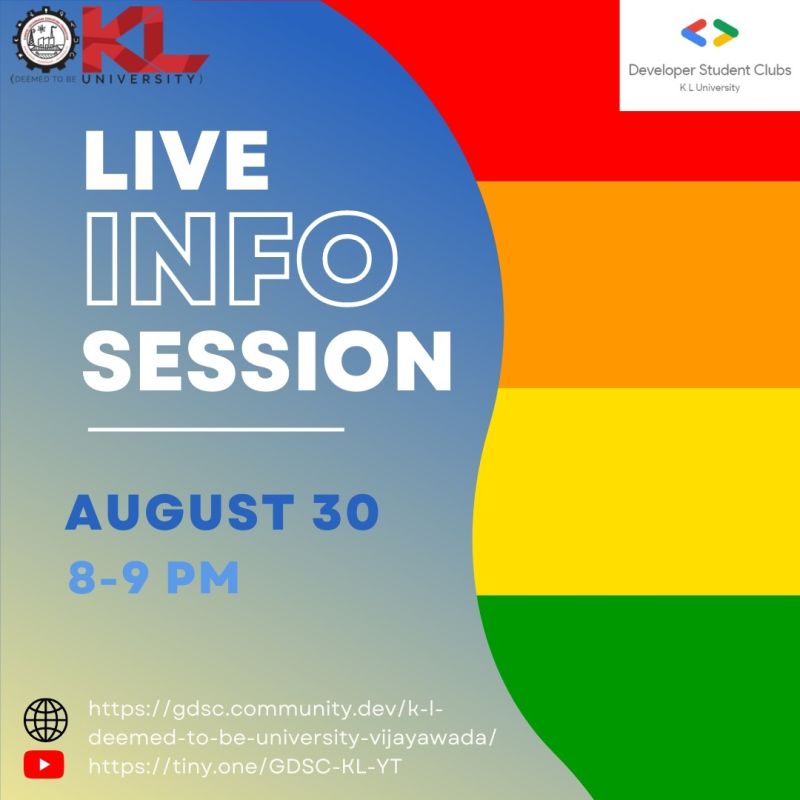 KL
(DEEMED TO BE UNIVERSITY)
Developer Student Clubs
K L University
LIVE
INFO
SESSION
AUGUST 30
8-9 PM
https://gdsc.community.dev/k-l-
deemed-to-be-university-vijayawada/
https://tiny.one/GDSC-KL-YT